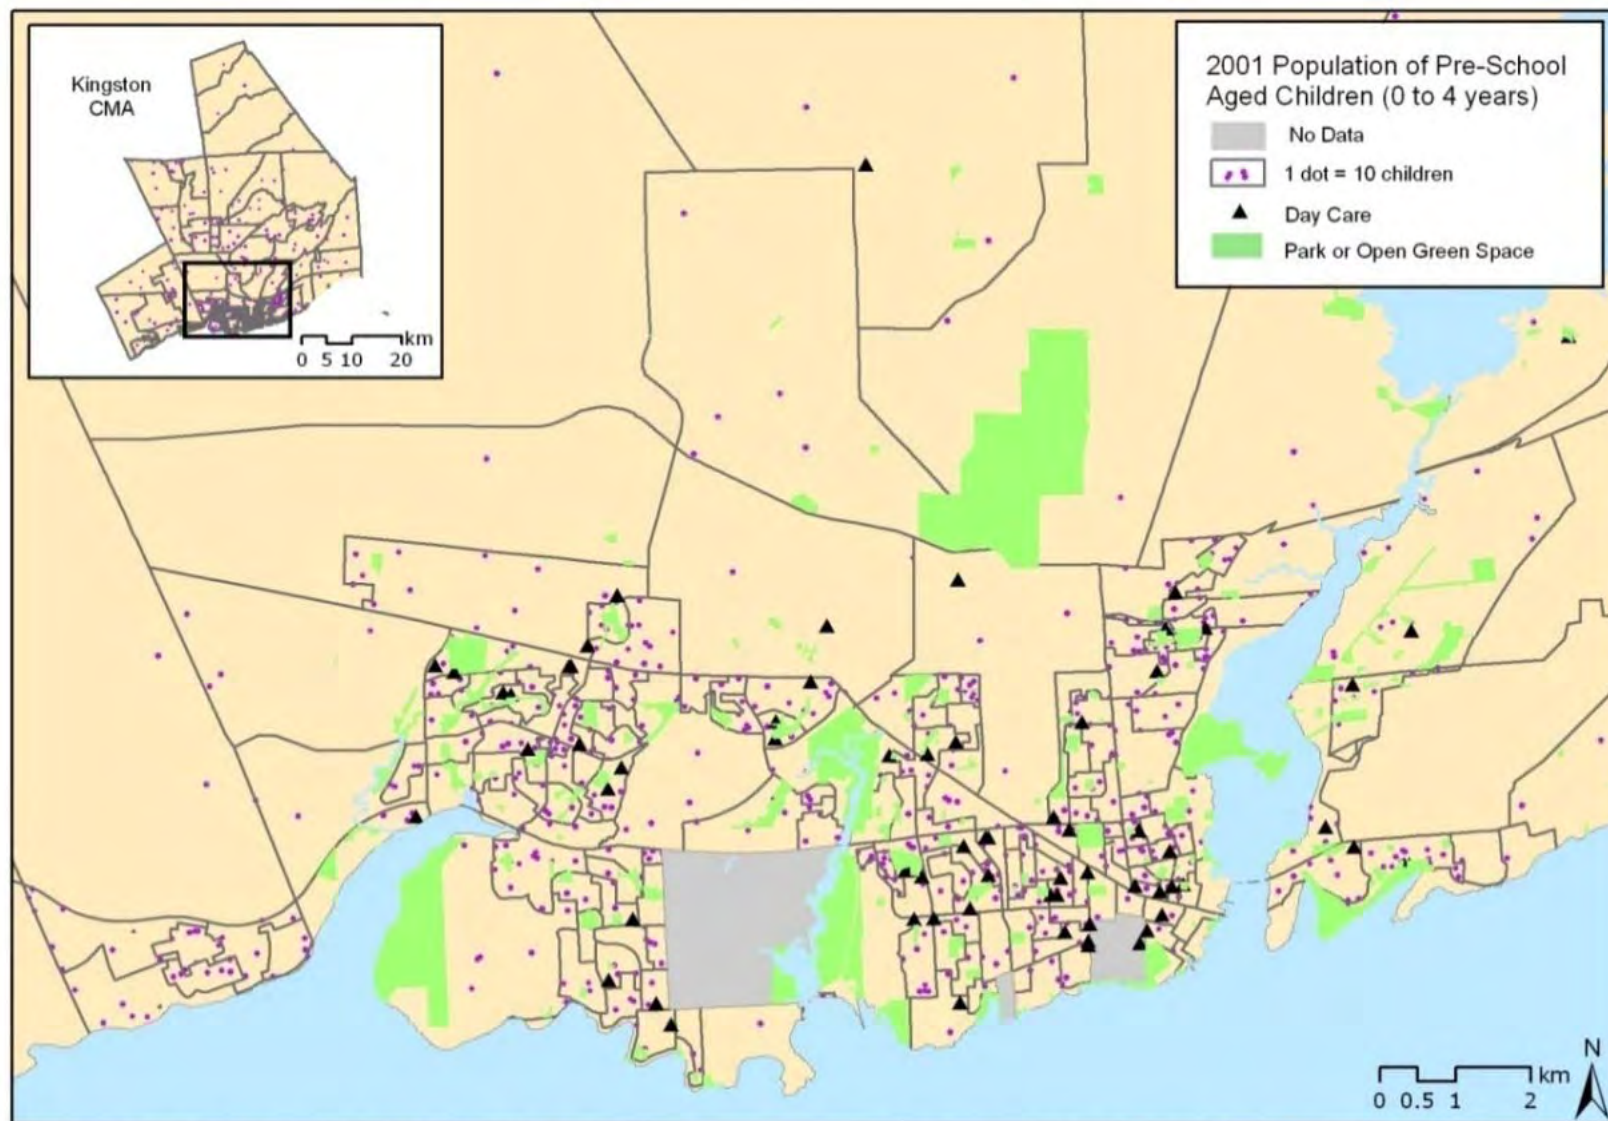 Kingston
CMA
km
0 5 10 20
2001 Population of Pre-School
Aged Children (0 to 4 years)
No Data
1 dot = 10 children
Day Care
Park or Open Green Space
N
km
0 0.5 1 2